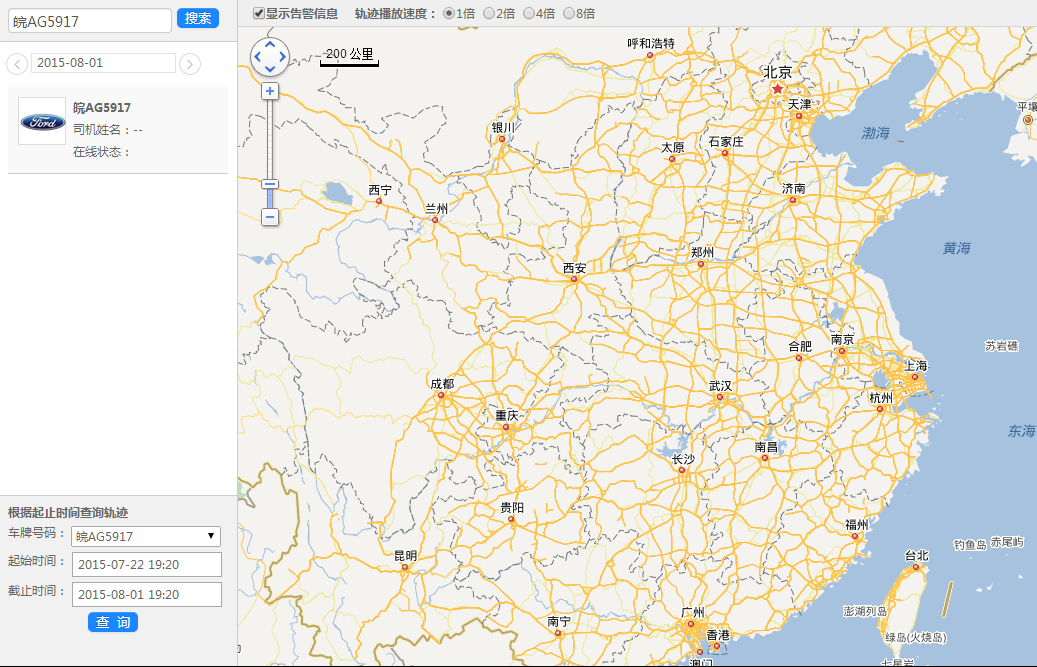 皖AG5917
搜索
显示告警信息 轨迹播放速度： 1倍 2倍 4倍 8倍
2015-08-01
Ford
皖AG5917
司机姓名：--
在线状态：
根据起止时间查询轨迹
车牌号码： 皖AG5917
起始时间： 2015-07-22 19:20
截止时间： 2015-08-01 19:20
查 询
200 公里
呼和浩特
北京
天津
平壤
银川
渤海
太原
石家庄
西宁
济南
兰州
黄海
郑州
西安
合肥
南京
苏岩礁
上海
成都
武汉
杭州
重庆
东海
南昌
长沙
贵阳
福州
钓鱼岛
赤尾屿
昆明
台北
澎湖列岛
广州
南宁
香港
绿岛(火烧岛)
澳门
七星岩